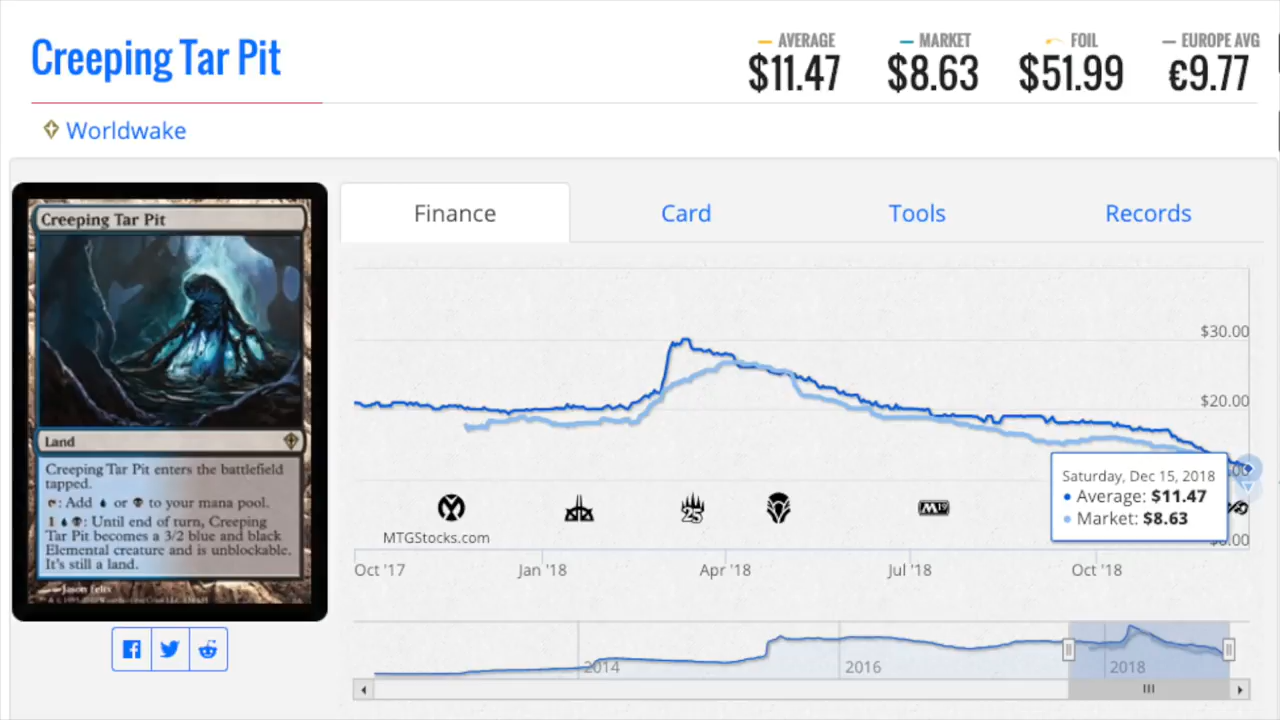 Creeping Tar Pit
AVERAGE
$11.47
MARKET
$8.63
FOIL
$51.99
EUROPE AVG
€9.77
Worldwake
Creeping Tar Pit
Land
Creeping Tar Pit enters the battlefield
tapped.
: Add or to your mana pool.
1 : Until end of turn, Creeping
Tar Pit becomes a 3/2 blue and black
Elemental creature and is unblockable.
It's still a land.
Jason Felix
Finance
Card
Tools
Records
$30.00
$20.00
25
M19
Saturday, Dec 15, 2018
Average: $11.47
Market: $8.63
MTGStocks.com
Oct '17
Jan '18
Apr '18
Jul '18
Oct '18
2014
2016
2018